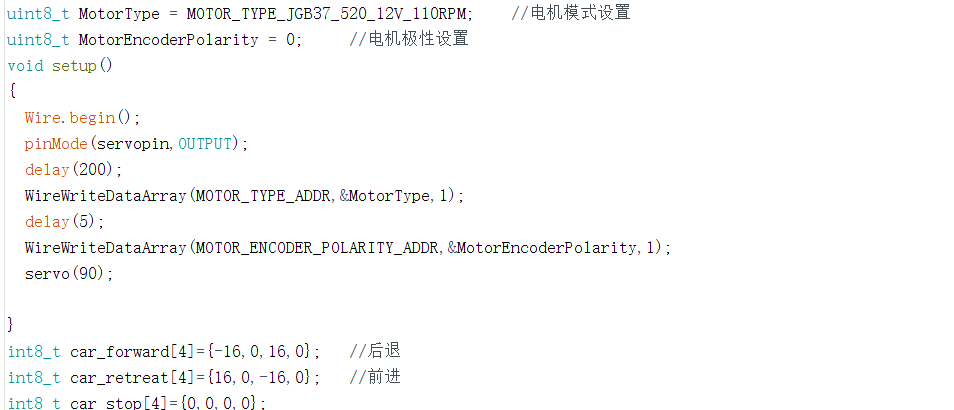 uint8_t MotorType = MOTOR_TYPE_JGB37_520_12V_110RPM;    //电机模式设置
uint8_t MotorEncoderPolarity = 0;     //电机极性设置
void setup()
{
  Wire.begin();
  pinMode(servopin,OUTPUT);
  delay(200);
  WireWriteDataArray(MOTOR_TYPE_ADDR,&MotorType,1);
  delay(5);
  WireWriteDataArray(MOTOR_ENCODER_POLARITY_ADDR,&MotorEncoderPolarity,1);
  servo(90);
}
int8_t car_forward[4]={-16,0,16,0};   //后退
int8_t car_retreat[4]={16,0,-16,0};   //前进
int8_t car_stop[4]={0,0,0,0};